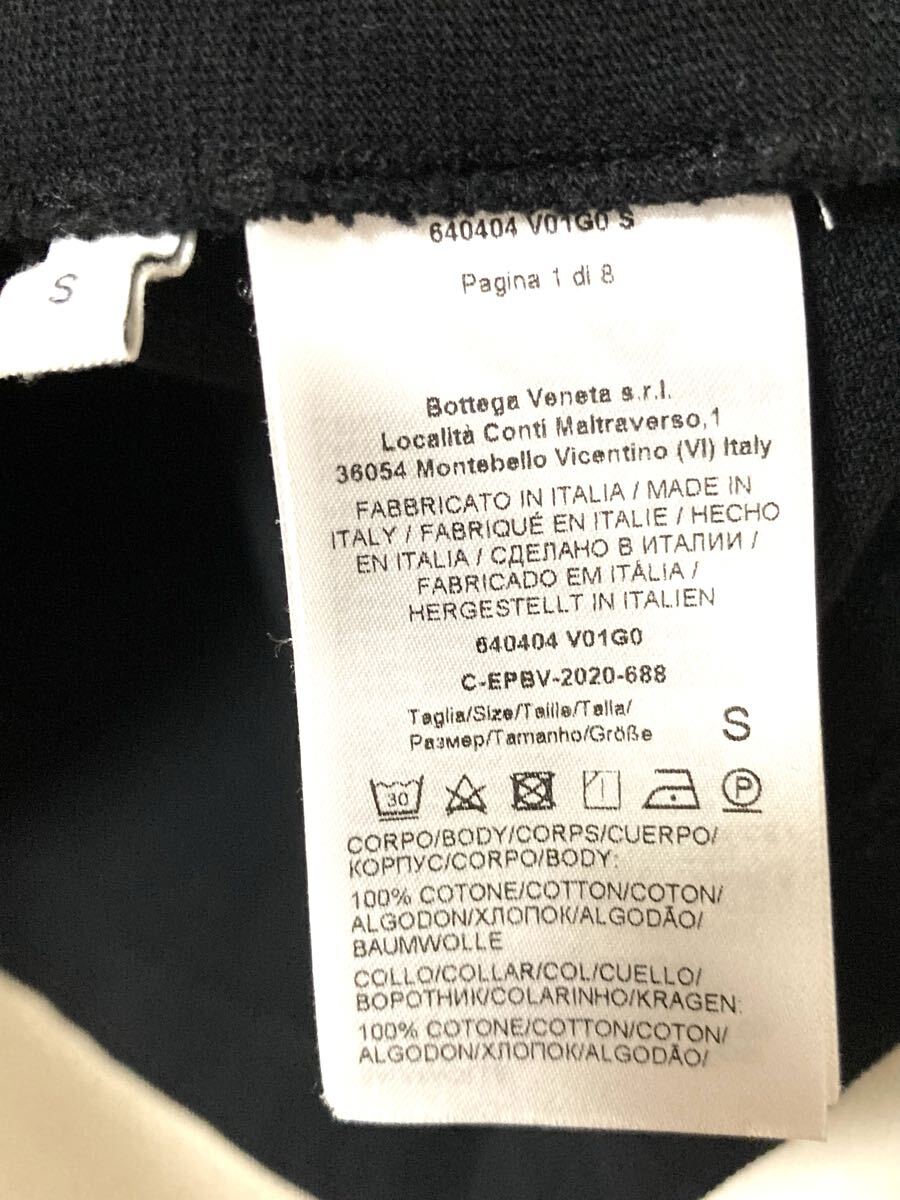 S
640404 V01G0 S
Pagina 1 di 8
Bottega Veneta s.r.l.
Località Conti Maltraverso,1
36054 Montebello Vicentino (VI) Italy
FABBRICATO IN ITALIA / MADE IN
ITALY / FABRIQUÉ EN ITALIE / HECHO
EN ITALIA / СДЕЛАНО В ИТАЛИИ /
FABRICADO EM ITÁLIA /
HERGESTELLT IN ITALIEN
640404 V01G0
C-EPBV-2020-688
Taglia/Size/Taille/Talla/
Размер/Tamanho/Größe S
30 P
CORPO/BODY/CORPS/CUERPO/
КОРПУС/CORPO/BODY:
100% COTONE/COTTON/COTON/
ALGODON/ХЛОПОК/ALGODÃO/
BAUMWOLLE
COLLO/COLLAR/COL/CUELLO/
ВОРОТНИК/COLARINHO/KRAGEN:
100% COTONE/COTTON/COTON/
ALGODON/ХЛОПОК/ALGODÃO/